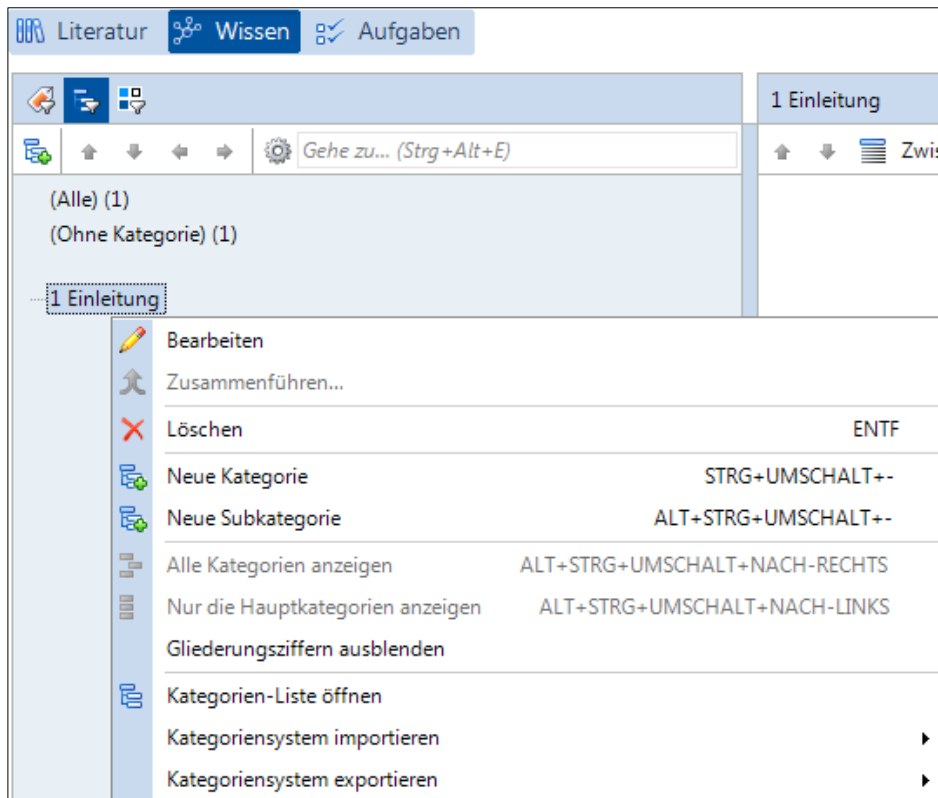 Literatur Wissen Aufgaben
1 Einleitung
Gehe zu... (Strg+Alt+E)
(Alle) (1)
(Ohne Kategorie) (1)
1 Einleitung
Bearbeiten
Zusammenführen...
Löschen ENTF
Neue Kategorie STRG+UMSCHALT+-
Neue Subkategorie ALT+STRG+UMSCHALT+-
Alle Kategorien anzeigen ALT+STRG+UMSCHALT+NACH-RECHTS
Nur die Hauptkategorien anzeigen ALT+STRG+UMSCHALT+NACH-LINKS
Gliederungsziffern ausblenden
Kategorien-Liste öffnen
Kategoriensystem importieren
Kategoriensystem exportieren